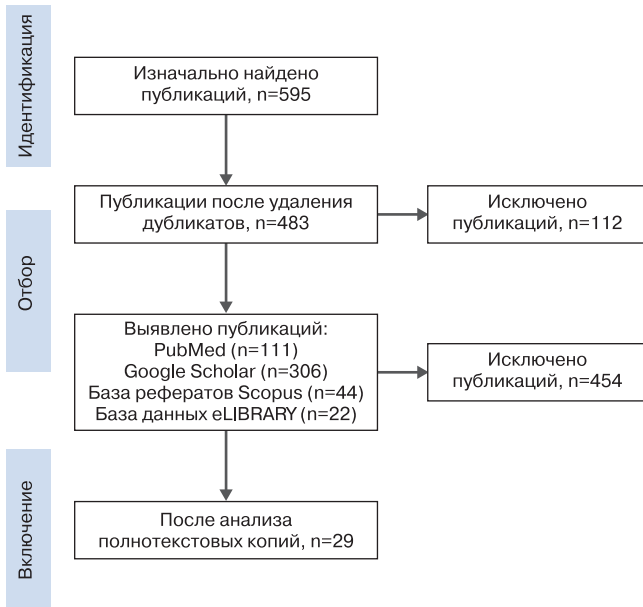 Идентификация
Изначально найдено
публикаций, n=595
Публикации после удаления
дубликатов, n=483
Исключено
публикаций, n=112
Отбор
Выявлено публикаций:
PubMed (n=111)
Google Scholar (n=306)
База рефератов Scopus (n=44)
База данных eLIBRARY (n=22)
Исключено
публикаций, n=454
Включение
После анализа
полнотекстовых копий, n=29